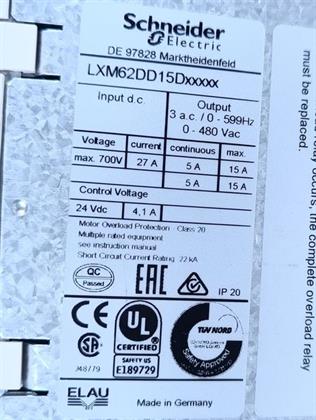 Schneider
Electric
DE 97828 Marktheidenfeld
LXM62DD15Dxxxxx
Input d.c.
Output
3 a.c. / 0 - 599Hz
0 - 480 Vac
Voltage current continuous max.
max. 700V 27 A 5 A 15 A
5 A 15 A
Control Voltage
24 Vdc 4,1 A
Motor Overload Protection - Class 20
Multiple rated equipment
see instruction manual
Short Circuit Current Rating 22 kA
QC
Passed
EAC
IP 20
CE
UL
CERTIFIED
SAFETY US
E189729
SA
J48779
TÜV NORD
ELAU
Made in Germany
must be replaced.
occurs, the complete overload relay